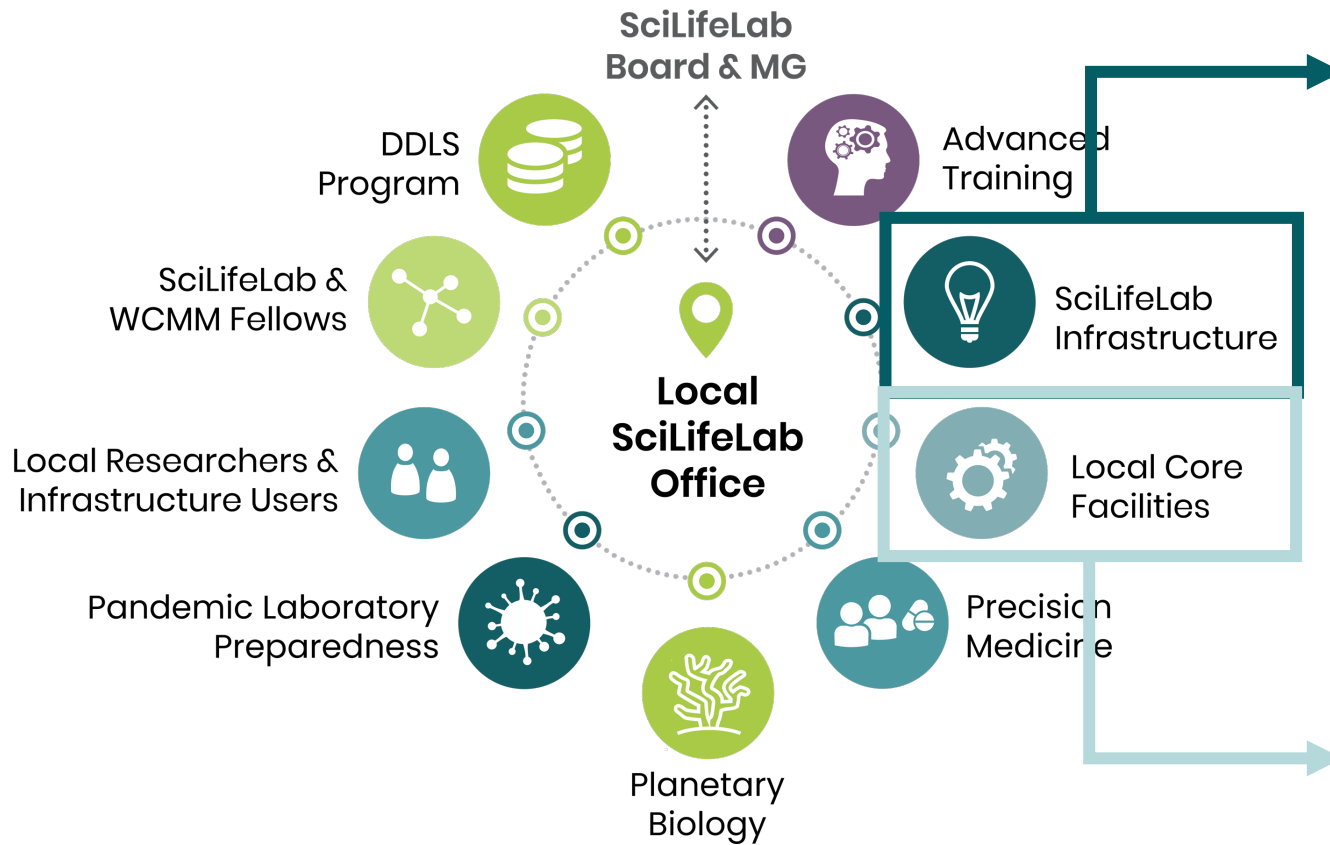 SciLifeLab
Board & MG
DDLS
Program
Advanced
Training
SciLifeLab &
WCMM Fellows
SciLifeLab
Infrastructure
Local
SciLifeLab
Office
Local Researchers &
Infrastructure Users
Local Core
Facilities
Pandemic Laboratory
Preparedness
Precision
Medicine
Planetary
Biology